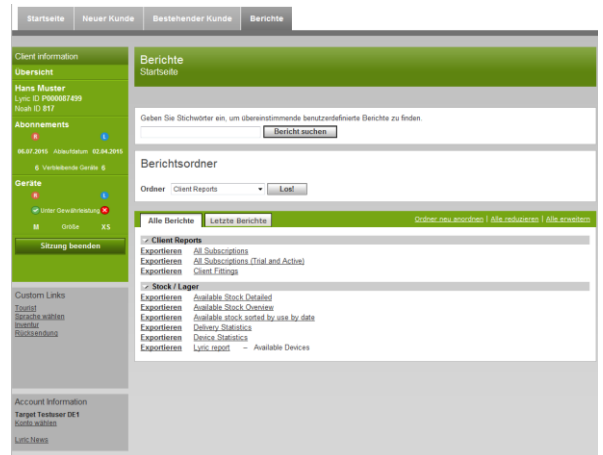 Startseite Neuer Kunde Bestehender Kunde Berichte
Client information
Übersicht
Hans Muster
Lyric ID P000087499
Noah ID 817
Abonnements
R L
06.07.2015 Ablaufdatum 02.04.2015
6 Verbleibende Geräte 6
Geräte
R L
Unter Gewährleistung
M Größe XS
Sitzung beenden
Custom Links
Tourist
Sprache wählen
Inventur
Rücksendung
Account Information
Target Testuser DE1
Konto wählen
Lyric News
Berichte
Startseite
Geben Sie Stichwörter ein, um übereinstimmende benutzerdefinierte Berichte zu finden.
Bericht suchen
Berichtsordner
Ordner Client Reports Los!
Alle Berichte Letzte Berichte Ordner neu anordnen | Alle reduzieren | Alle erweitern
Client Reports
Exportieren All Subscriptions
Exportieren All Subscriptions (Trial and Active)
Exportieren Client Fittings
Stock / Lager
Exportieren Available Stock Detailed
Exportieren Available Stock Overview
Exportieren Available stock sorted by use by date
Exportieren Delivery Statistics
Exportieren Device Statistics
Exportieren Lyric report – Available Devices